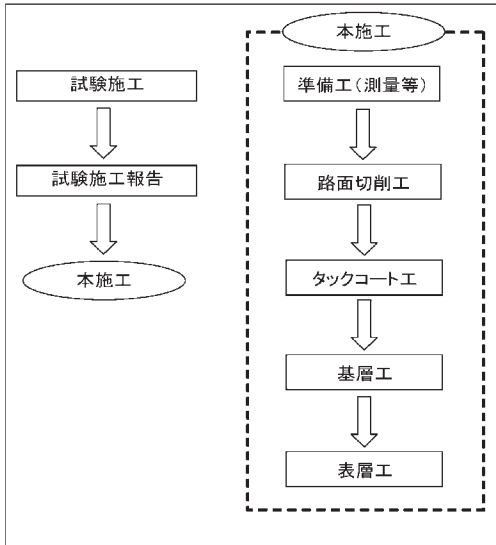 試験施工
試験施工報告
本施工
本施工
準備工(測量等)
路面切削工
タックコート工
基層工
表層工